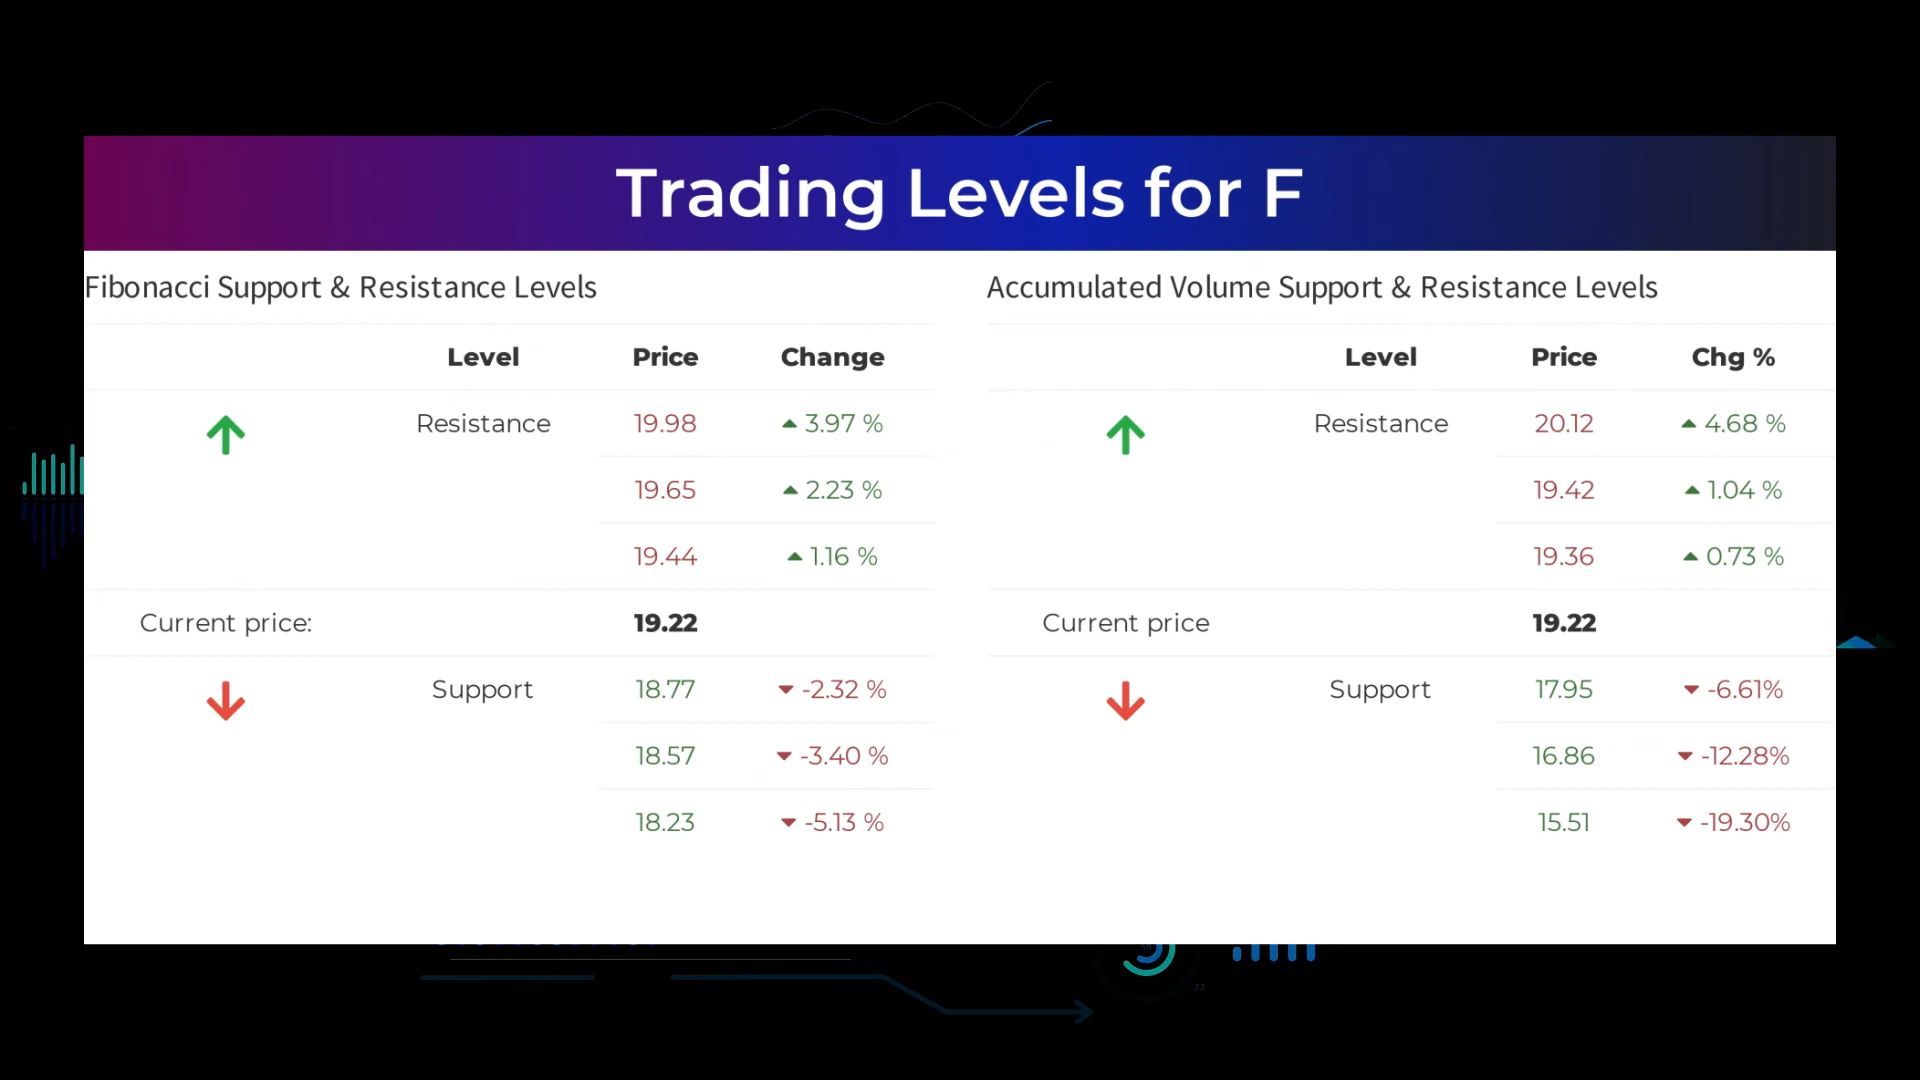 Trading Levels for F
Fibonacci Support & Resistance Levels
Level Price Change
Resistance 19.98 3.97 %
19.65 2.23 %
19.44 1.16 %
Current price: 19.22
Support 18.77 -2.32 %
18.57 -3.40 %
18.23 -5.13 %
Accumulated Volume Support & Resistance Levels
Level Price Chg %
Resistance 20.12 4.68 %
19.42 1.04 %
19.36 0.73 %
Current price 19.22
Support 17.95 -6.61%
16.86 -12.28%
15.51 -19.30%
72